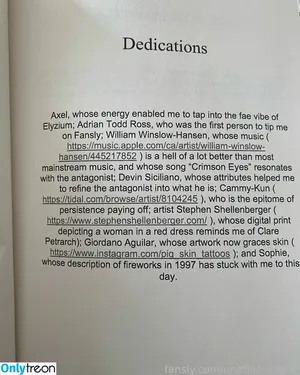 Dedications
Axel, whose energy enabled me to tap into the fae vibe of
Elyzium; Adrian Todd Ross, who was the first person to tip me
on Fansly; William Winslow-Hansen, whose music (
https://music.apple.com/ca/artist/william-winslow-
hansen/445217852 ) is a hell of a lot better than most
mainstream music, and whose song “Crimson Eyes” resonates
with the antagonist; Devin Siciliano, whose attributes helped me
to refine the antagonist into what he is; Cammy-Kun (
https://tidal.com/browse/artist/8104245 ), who is the epitome of
persistence paying off; artist Stephen Shellenberger (
https://www.stephenshellenberger.com/ ), whose digital print
depicting a woman in a red dress reminds me of Clare
Petrarch); Giordano Aguilar, whose artwork now graces skin (
https://www.instagram.com/pig_skin_tattoos ); and Sophie,
whose description of fireworks in 1997 has stuck with me to this
day.
Onlytreon